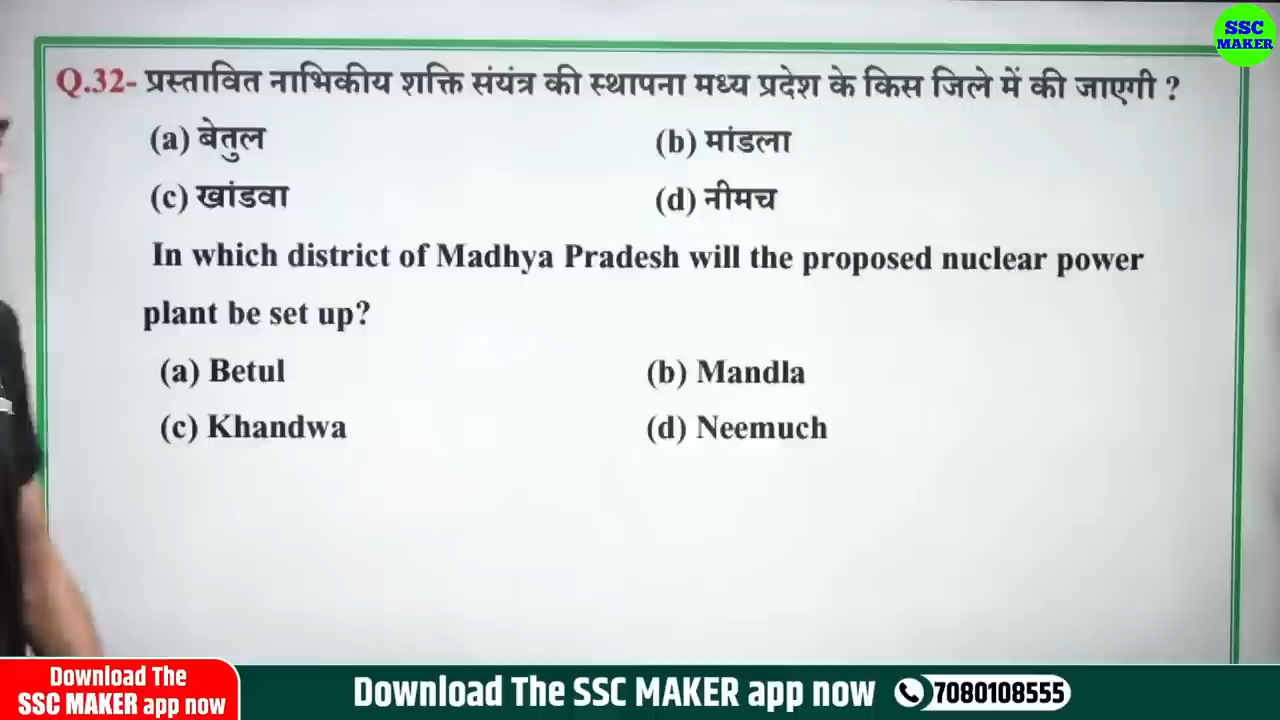 SSC
MAKER
Q.32- प्रस्तावित नाभिकीय शक्ति संयंत्र की स्थापना मध्य प्रदेश के किस जिले में की जाएगी ?
(a) बेतुल (b) मांडला
(c) खांडवा (d) नीमच
In which district of Madhya Pradesh will the proposed nuclear power
plant be set up?
(a) Betul (b) Mandla
(c) Khandwa (d) Neemuch
Download The
SSC MAKER app now
Download The SSC MAKER app now 7080108555